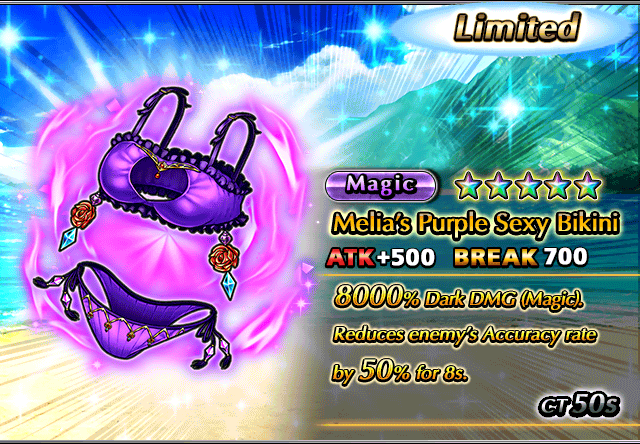 Limited
Magic
Melia's Purple Sexy Bikini
ATK+500 BREAK 700
8000% Dark DMG (Magic).
Reduces enemy's Accuracy rate
by 50% for 8s.
CT 50s